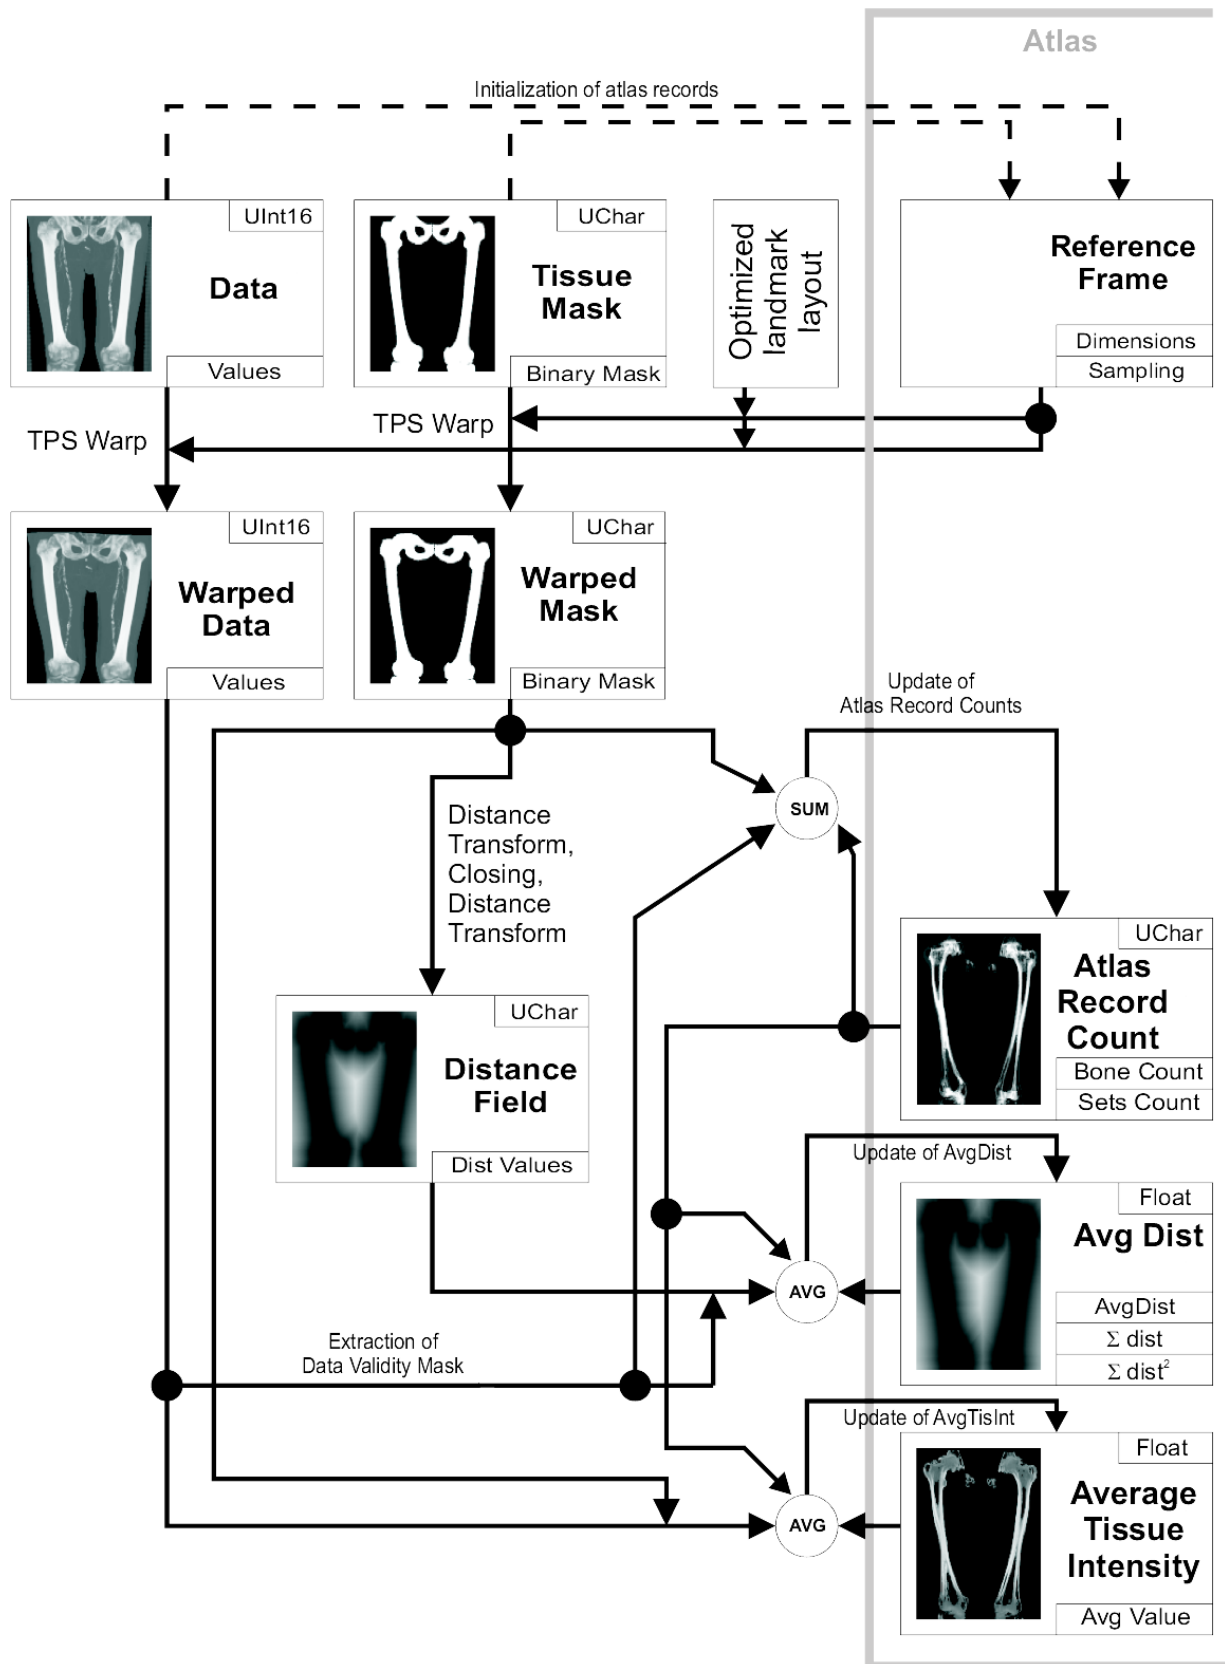 Atlas
Initialization of atlas records
UInt16
Data
Values
UChar
Tissue
Mask
Binary Mask
Optimized
landmark
layout
Reference
Frame
Dimensions
Sampling
TPS Warp
TPS Warp
UInt16
Warped
Data
Values
UChar
Warped
Mask
Binary Mask
Update of
Atlas Record Counts
SUM
Distance
Transform,
Closing,
Distance
Transform
UChar
Atlas
Record
Count
Bone Count
Sets Count
UChar
Distance
Field
Dist Values
Update of AvgDist
Float
Avg Dist
AvgDist
Σ dist
Σ dist²
AVG
Extraction of
Data Validity Mask
Update of AvgTisInt
Float
Average
Tissue
Intensity
Avg Value
AVG